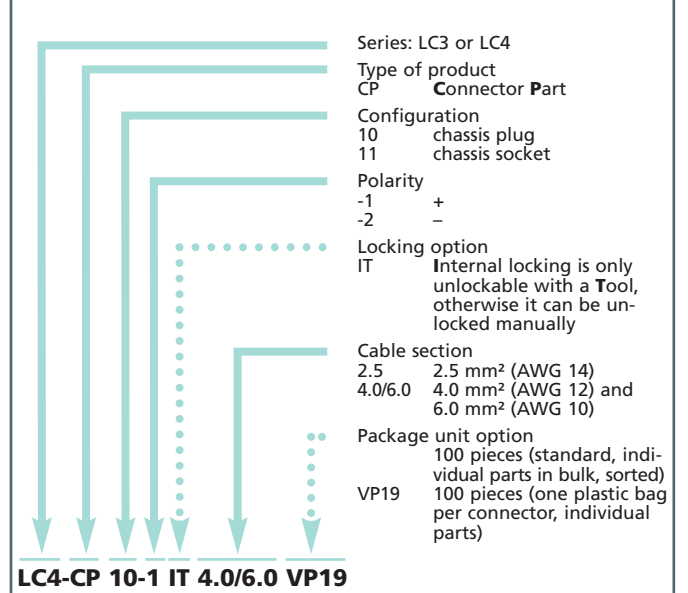 Series: LC3 or LC4
Type of product
CP Connector Part
Configuration
10 chassis plug
11 chassis socket
Polarity
-1 +
-2 –
Locking option
IT Internal locking is only
unlockable with a Tool,
otherwise it can be un-
locked manually
Cable section
2.5 2.5 mm² (AWG 14)
4.0/6.0 4.0 mm² (AWG 12) and
6.0 mm² (AWG 10)
Package unit option
100 pieces (standard, indi-
vidual parts in bulk, sorted)
VP19 100 pieces (one plastic bag
per connector, individual
parts)
LC4-CP 10-1 IT 4.0/6.0 VP19